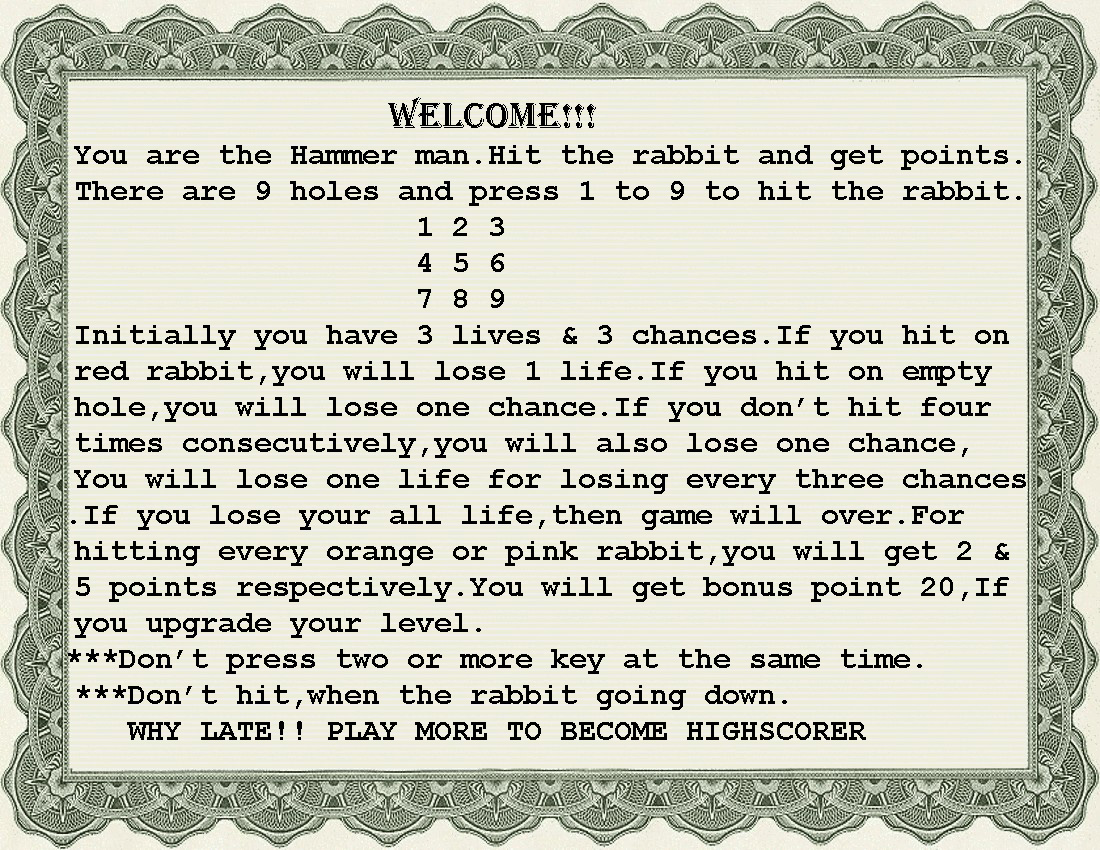 WELCOME!!!
You are the Hammer man.Hit the rabbit and get points.
There are 9 holes and press 1 to 9 to hit the rabbit.
1 2 3
4 5 6
7 8 9
Initially you have 3 lives & 3 chances.If you hit on
red rabbit,you will lose 1 life.If you hit on empty
hole,you will lose one chance.If you don't hit four
times consecutively,you will also lose one chance,
You will lose one life for losing every three chances
.If you lose your all life,then game will over.For
hitting every orange or pink rabbit,you will get 2 &
5 points respectively.You will get bonus point 20,If
you upgrade your level.
***Don't press two or more key at the same time.
***Don't hit,when the rabbit going down.
WHY LATE!! PLAY MORE TO BECOME HIGHSCORER